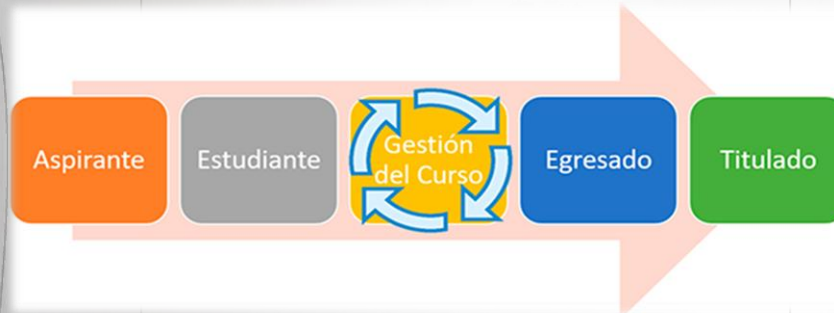 Aspirante
Estudiante
Gestión
del Curso
Egresado
Titulado